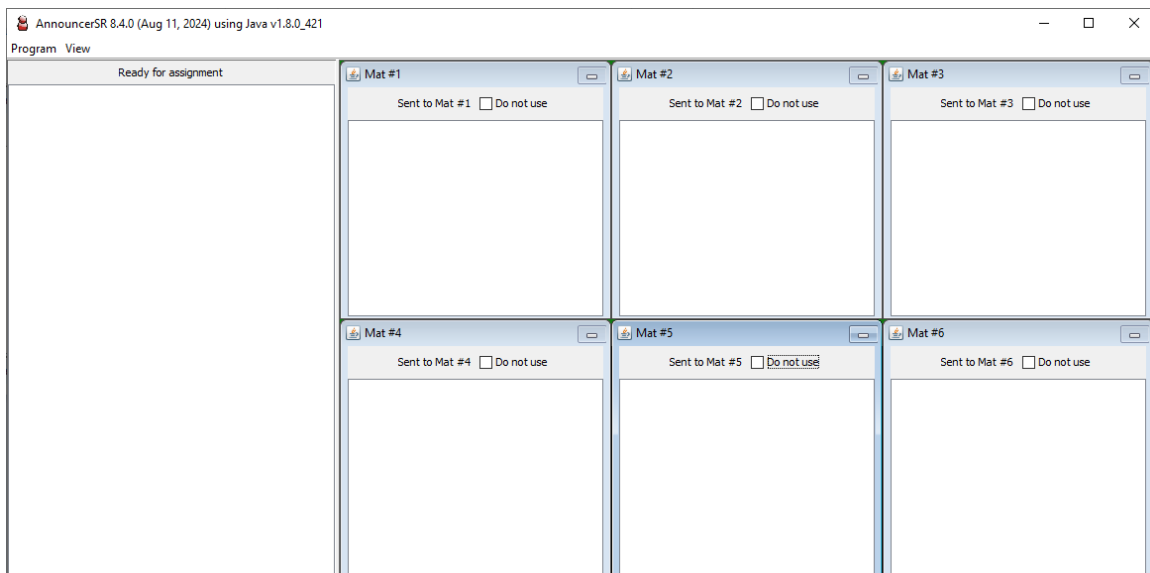 AnnouncerSR 8.4.0 (Aug 11, 2024) using Java v1.8.0_421
Program View
Ready for assignment
Mat #1
Sent to Mat #1 Do not use
Mat #2
Sent to Mat #2 Do not use
Mat #3
Sent to Mat #3 Do not use
Mat #4
Sent to Mat #4 Do not use
Mat #5
Sent to Mat #5 Do not use
Mat #6
Sent to Mat #6 Do not use